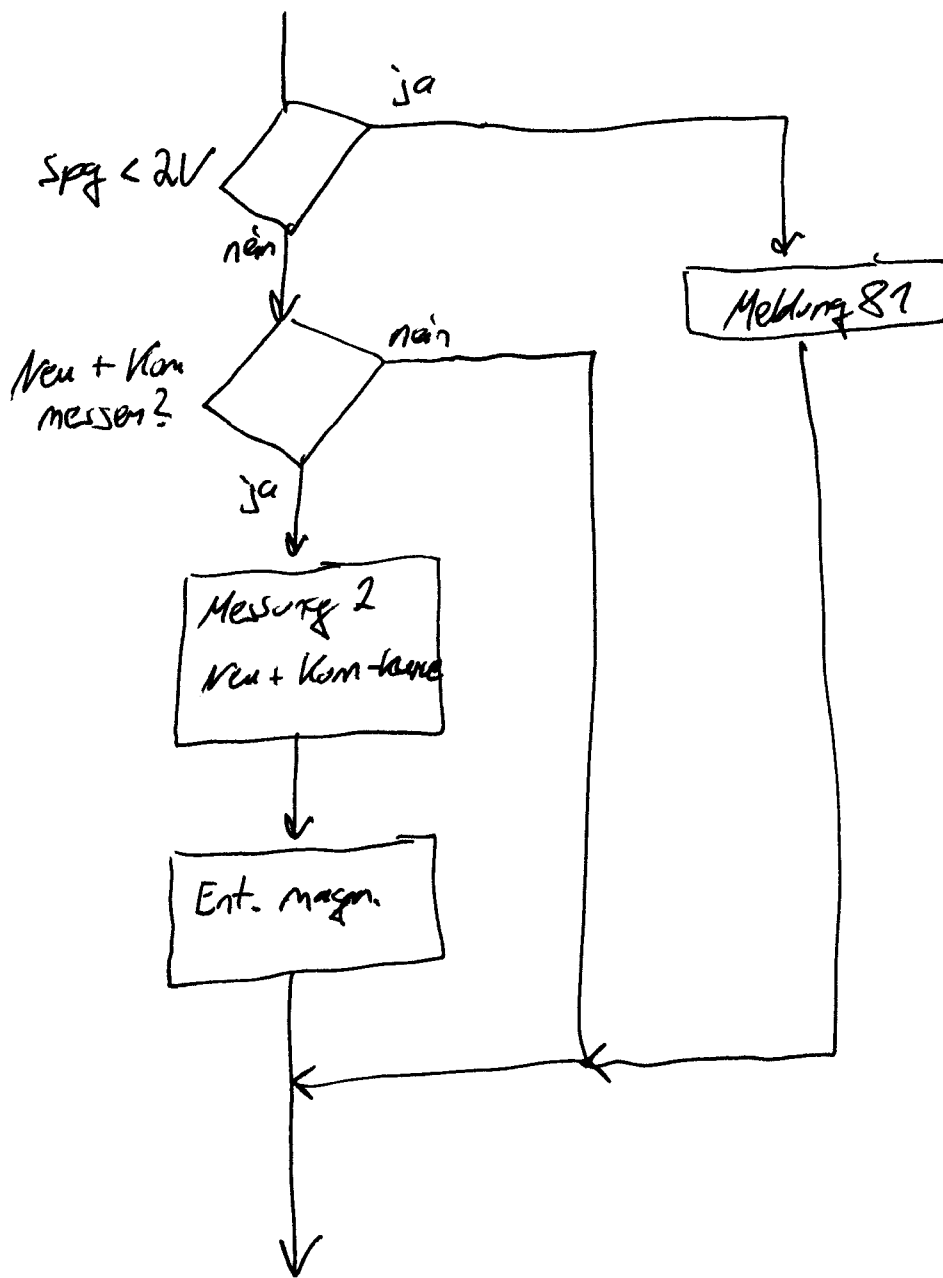 ja
Spg < 2V
nein
Meldung 81
nein
Neu + Kom
messen?
ja
Messung 2
Neu + Kom-kurve
Ent. magn.